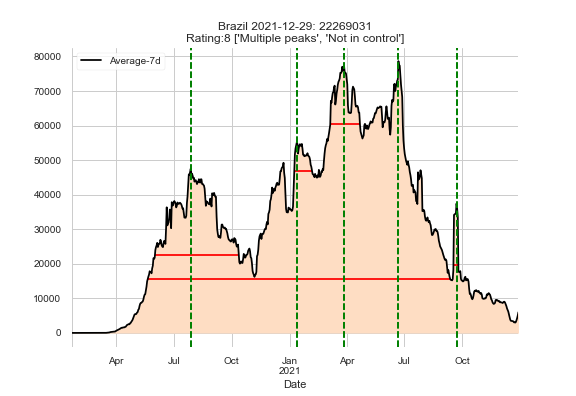 Brazil 2021-12-29: 22269031
Rating:8 ['Multiple peaks', 'Not in control']
Average-7d
80000
70000
60000
50000
40000
30000
20000
10000
0
Apr Jul Oct Jan Apr Jul Oct
2021
Date